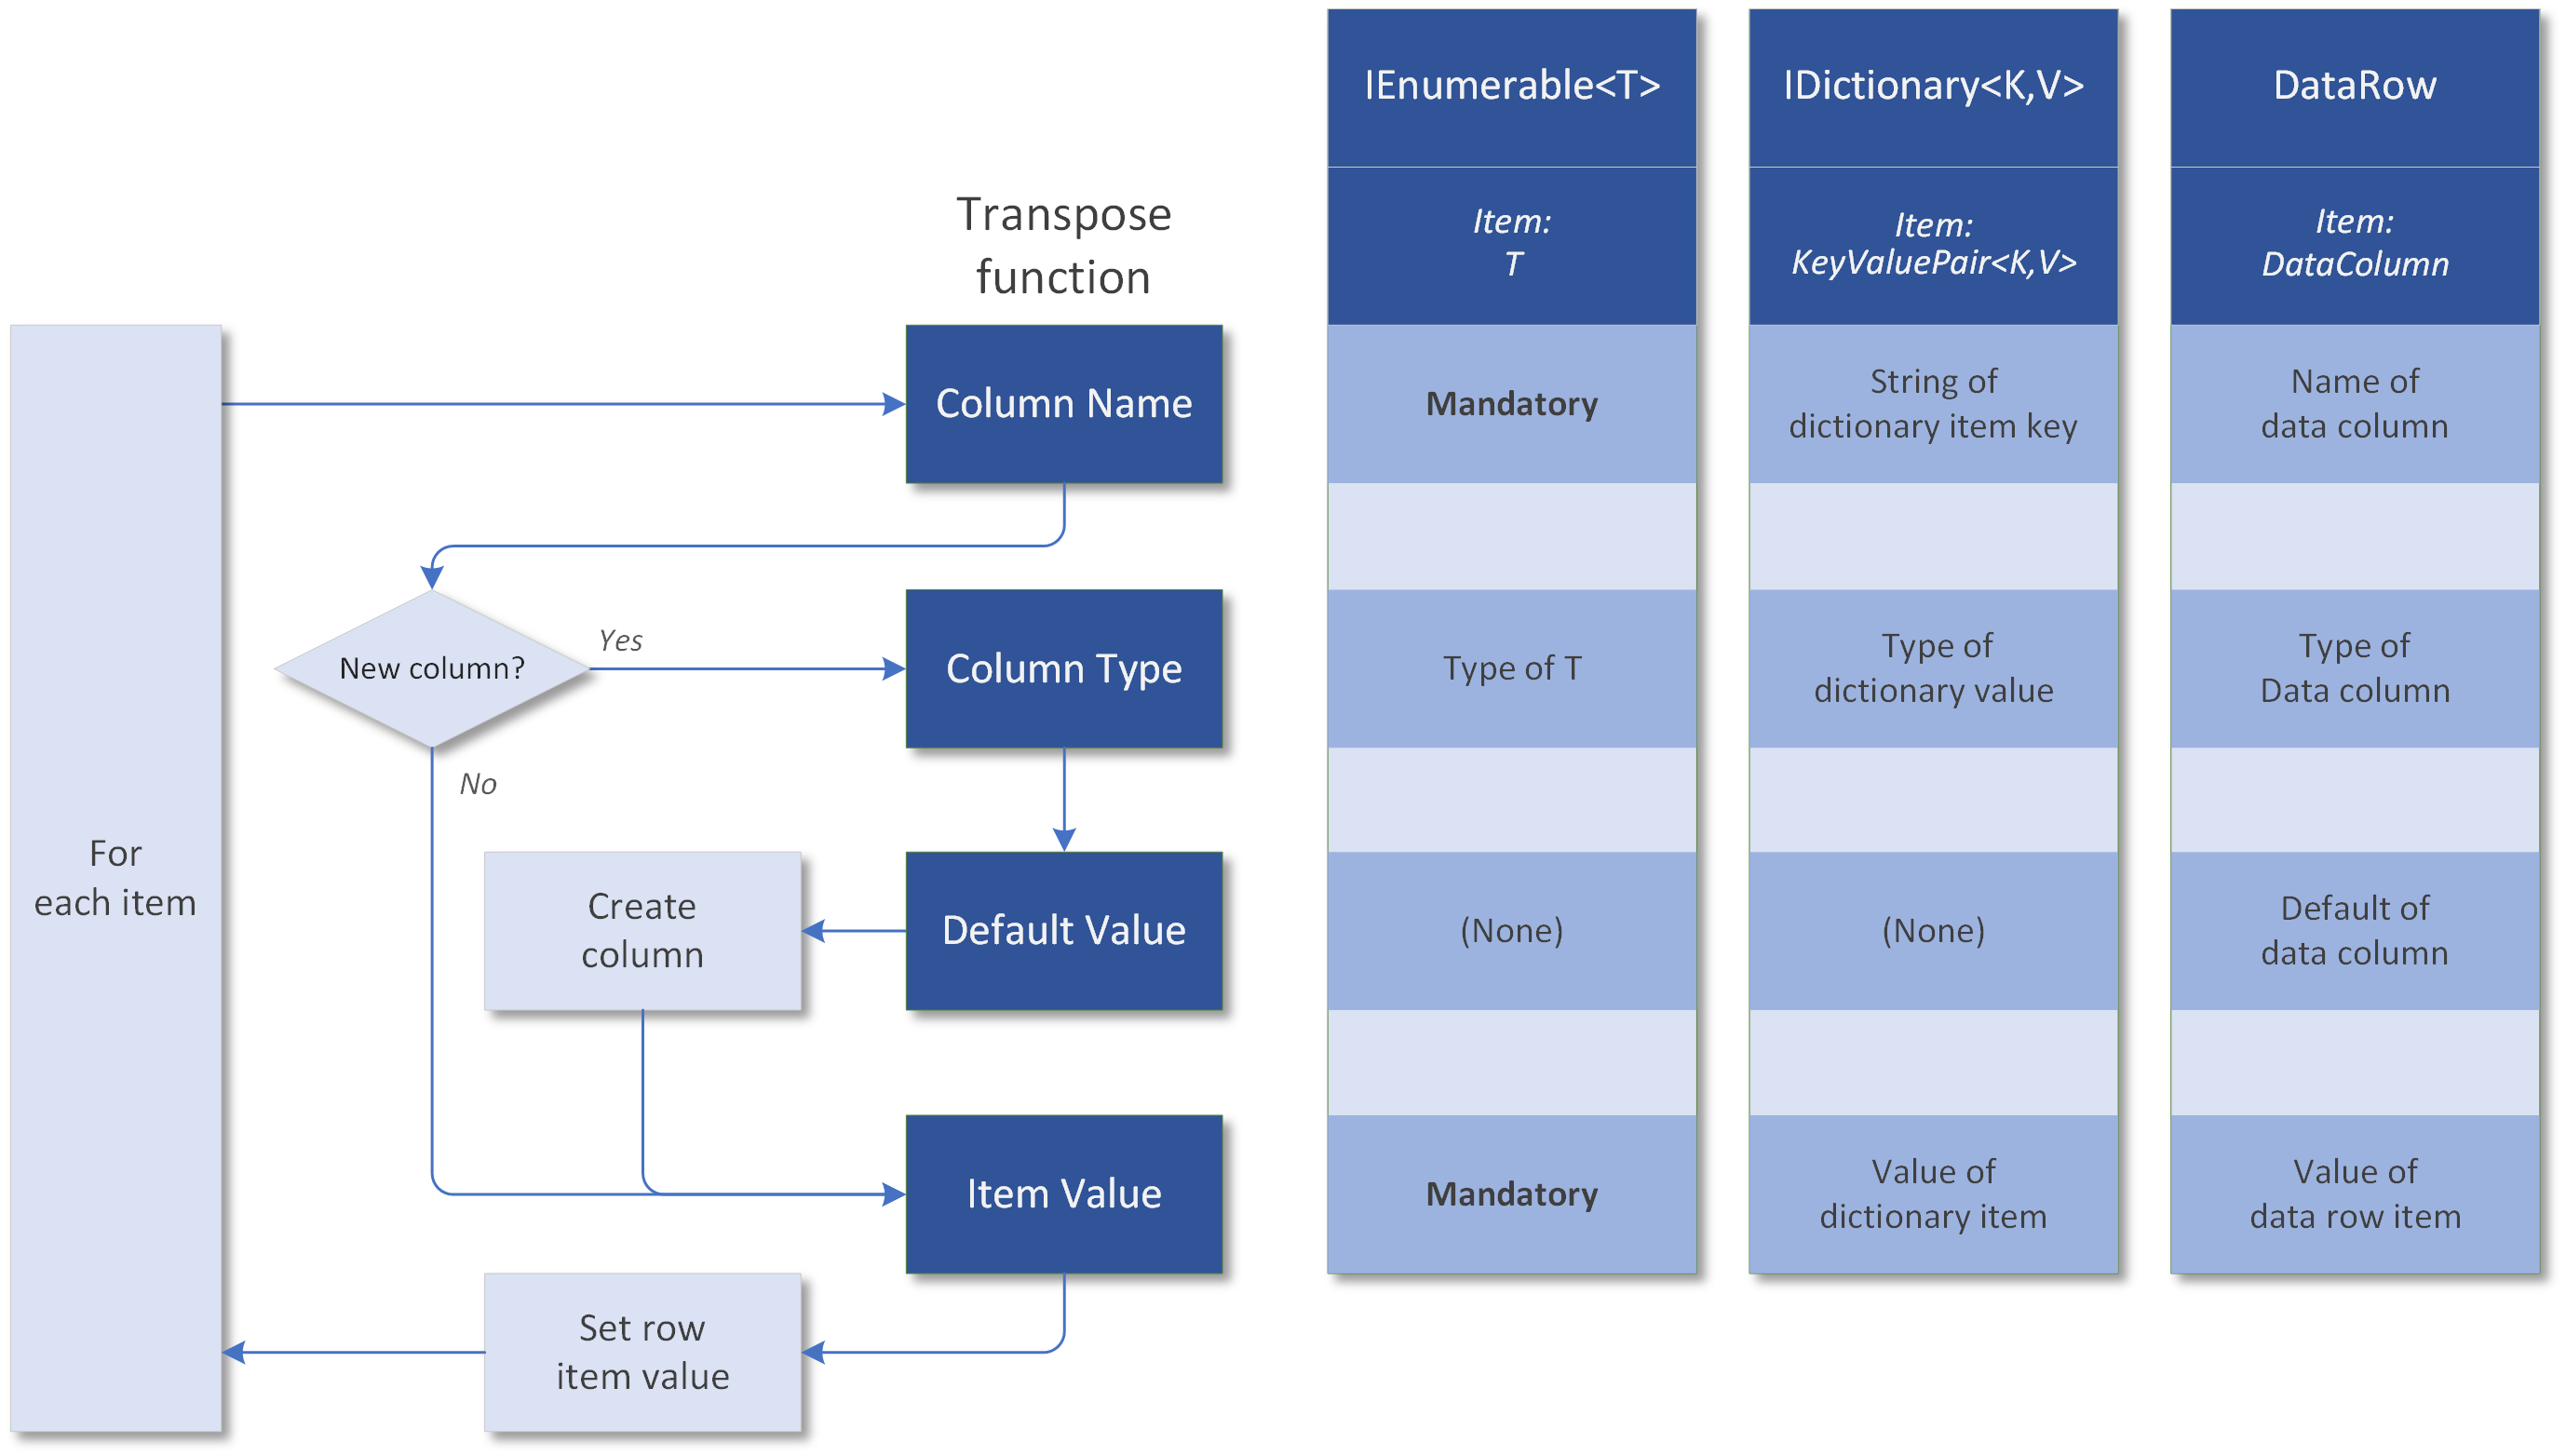 Transpose
function
For
each item
Column Name
New column?
Yes
No
Column Type
Default Value
Create
column
Item Value
Set row
item value
IEnumerable<T>
Item:
T
Mandatory
Type of T
(None)
Mandatory
IDictionary<K,V>
Item:
KeyValuePair<K,V>
String of
dictionary item key
Type of
dictionary value
(None)
Value of
dictionary item
DataRow
Item:
DataColumn
Name of
data column
Type of
Data column
Default of
data column
Value of
data row item